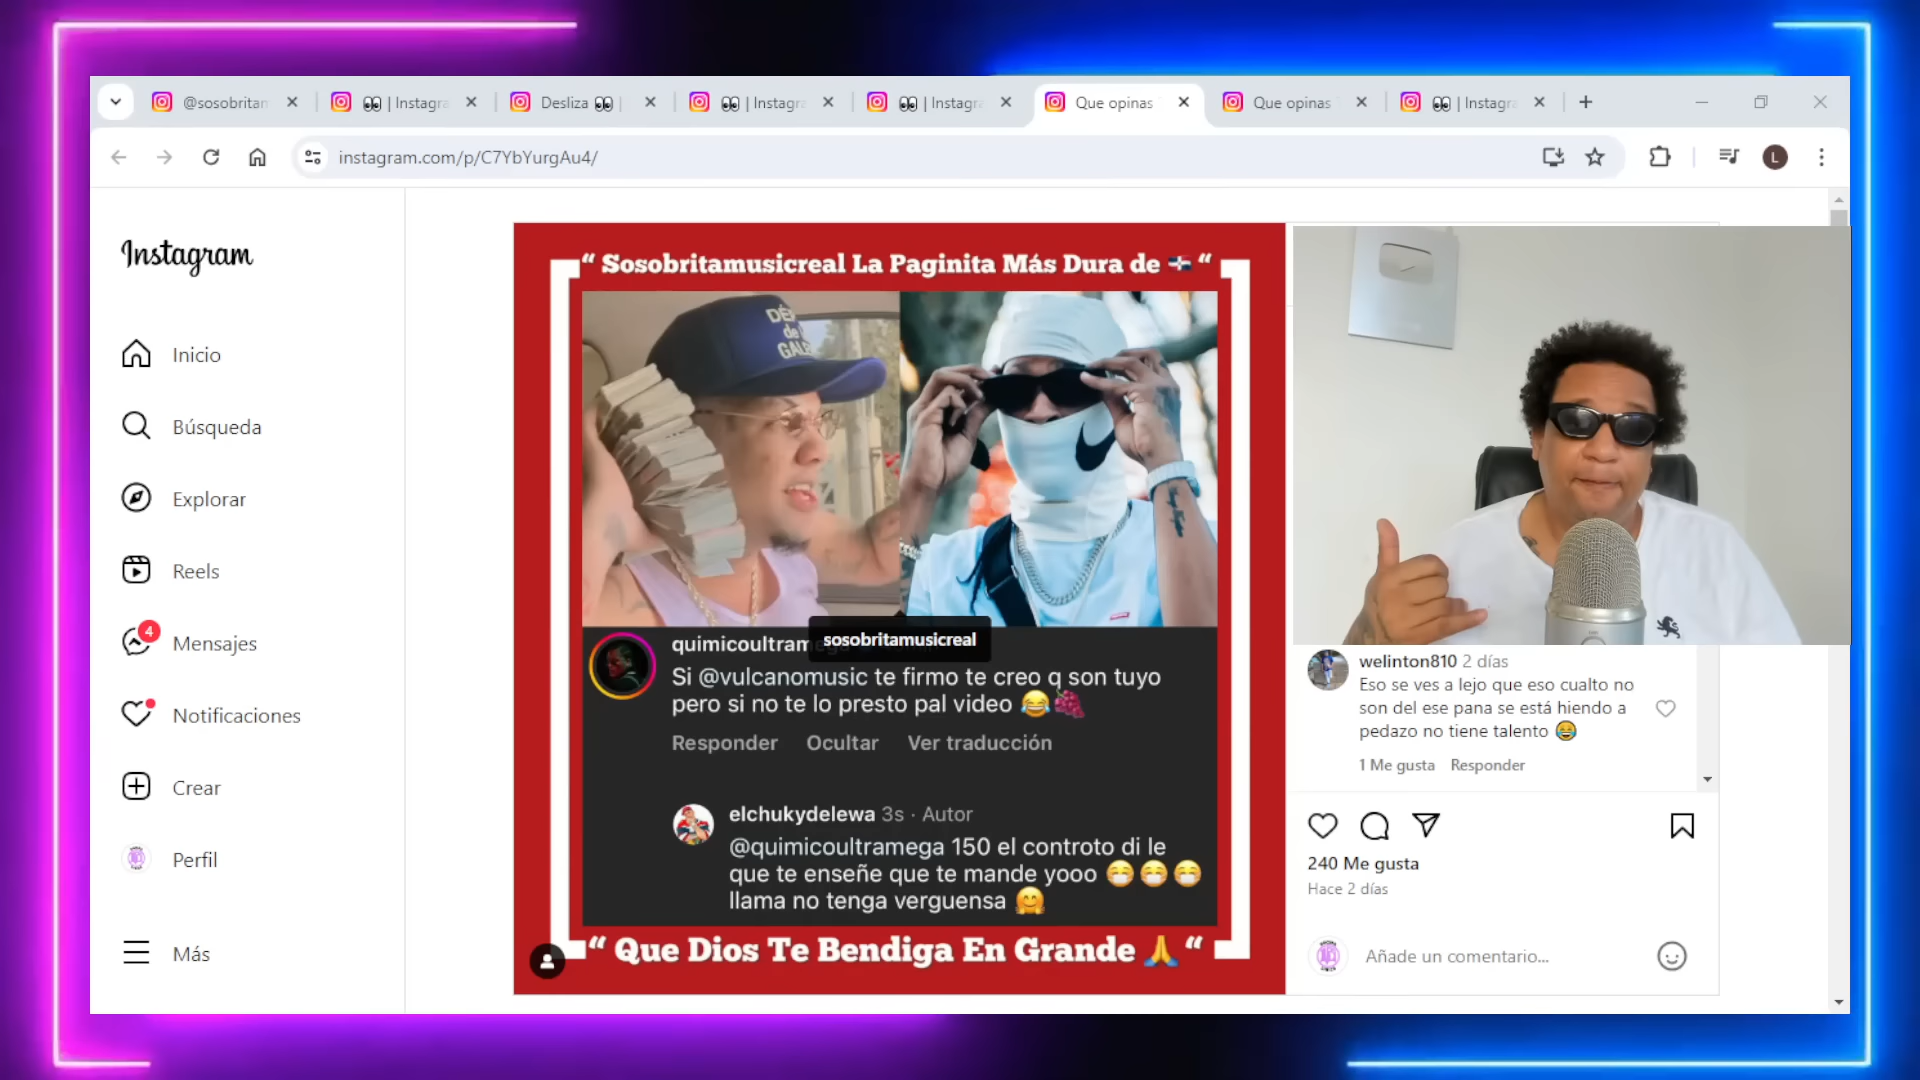 @sosobritan
👀 | Instagra
Desliza 👀 |
👀 | Instagra
👀 | Instagra
Que opinas
Que opinas
👀 | Instagra
instagram.com/p/C7YbYurgAu4/
L
Instagram
Inicio
Búsqueda
Explorar
Reels
4
Mensajes
Notificaciones
Crear
Perfil
Más
“ Sosobritamusicreal La Paginita Más Dura de 🇩🇴 “
sosobritamusicreal
Si @vulcanomusic te firmo te creo q son tuyo
pero si no te lo presto pal video 😂🍇
Responder Ocultar Ver traducción
elchukydelewa 3s · Autor
@quimicoultramega 150 el controto di le
que te enseñe que te mande yooo 😷😷😷
llama no tenga verguensa 🤗
“ Que Dios Te Bendiga En Grande 🙏 “
welinton810 2 días
Eso se ves a lejo que eso cualto no
son del ese pana se está hiendo a
pedazo no tiene talento 😂
1 Me gusta Responder
240 Me gusta
Hace 2 días
Añade un comentario...